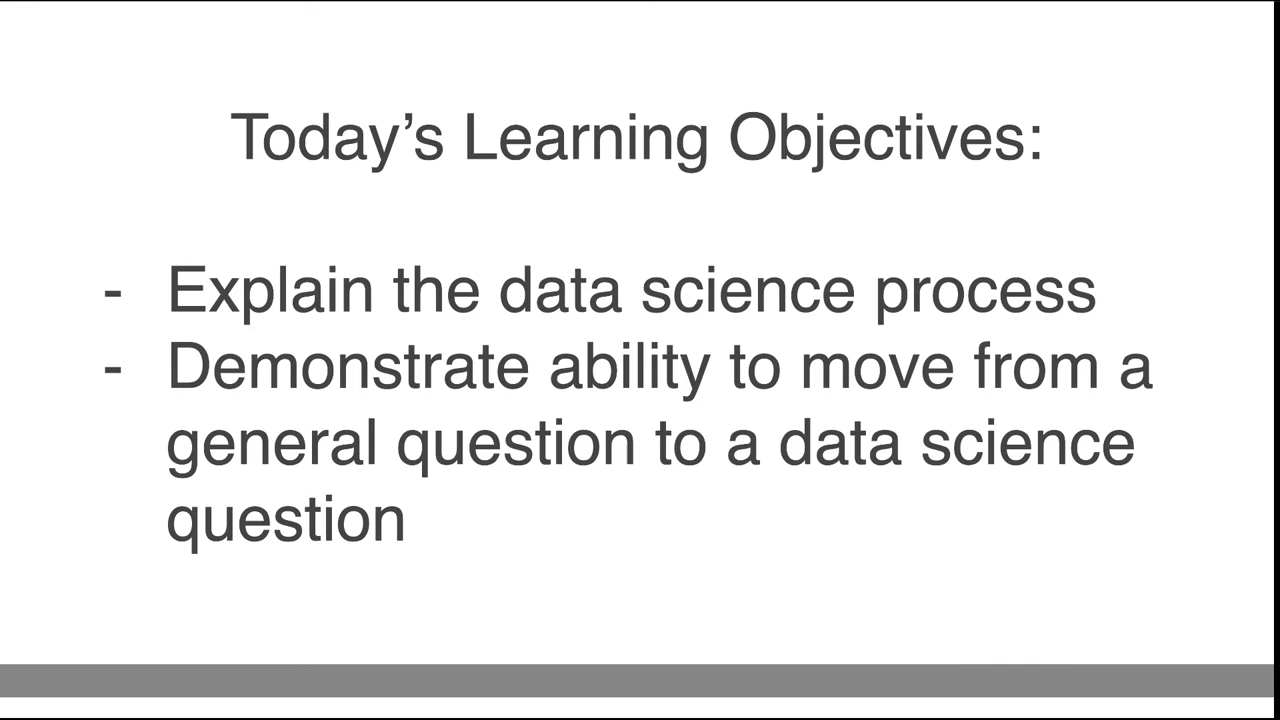 Today’s Learning Objectives:
- Explain the data science process
- Demonstrate ability to move from a
general question to a data science
question